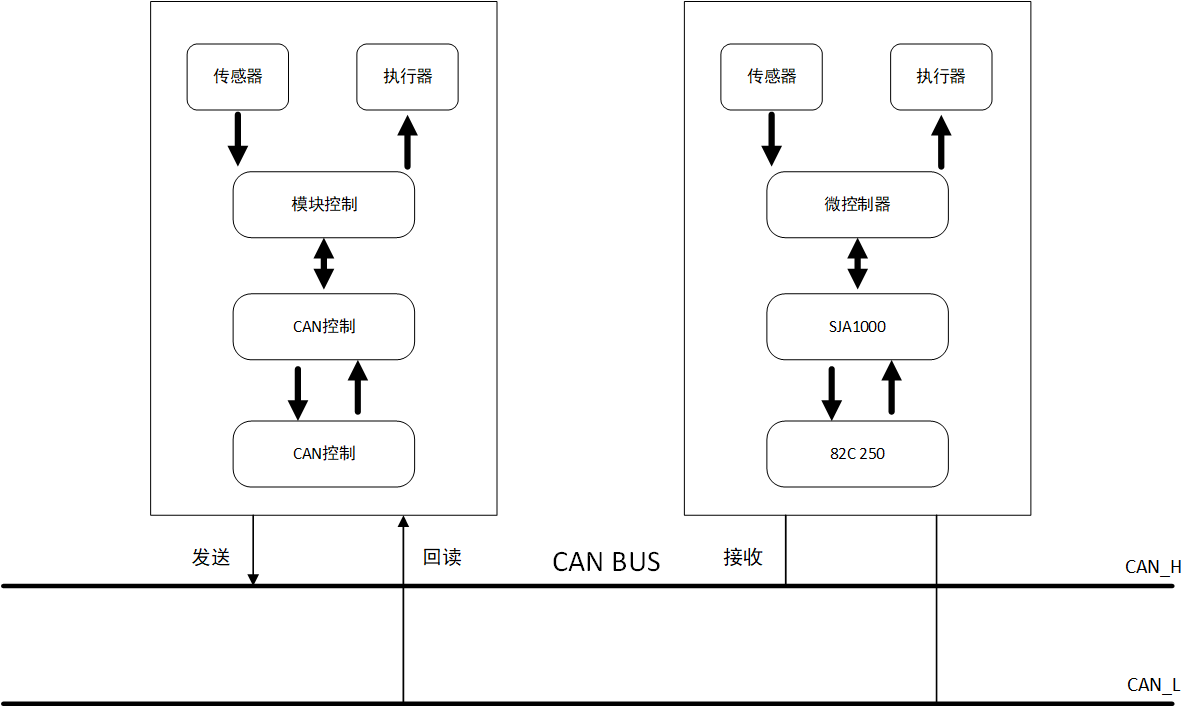 传感器
执行器
传感器
执行器
模块控制
微控制器
CAN控制
SJA1000
CAN控制
82C 250
发送
回读
CAN BUS
接收
CAN_H
CAN_L